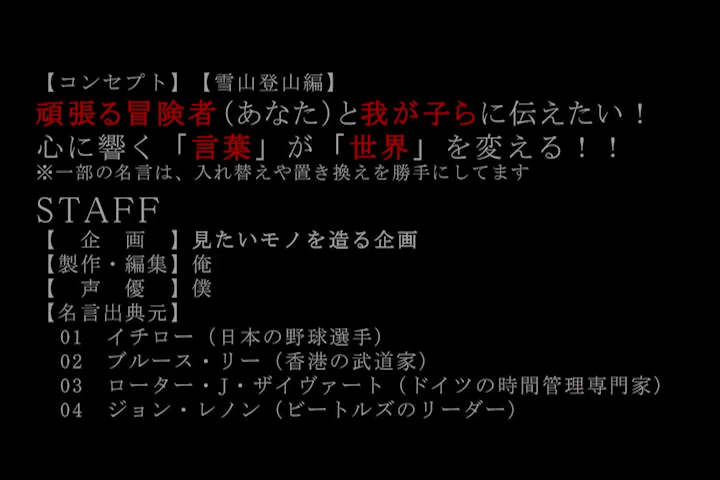 【コンセプト】【雪山登山編】
頑張る冒険者(あなた)と我が子らに伝えたい！
心に響く「言葉」が「世界」を変える！！
※一部の名言は、入れ替えや置き換えを勝手にしてます
STAFF
【　企　画　】見たいモノを造る企画
【製作・編集】俺
【　声　優　】僕
【名言出典元】
01　イチロー（日本の野球選手）
02　ブルース・リー（香港の武道家）
03　ローター・J・ザイヴァート（ドイツの時間管理専門家）
04　ジョン・レノン（ビートルズのリーダー）